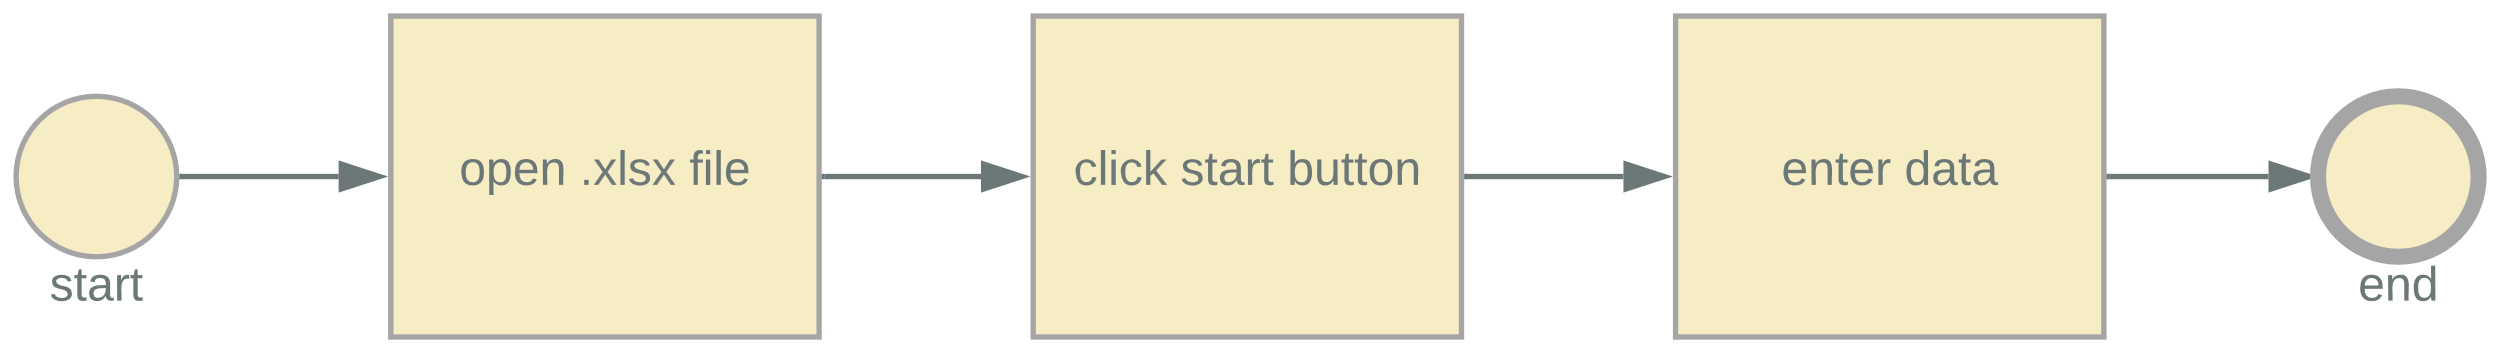 start
open .xlsx file
click start button
enter data
end